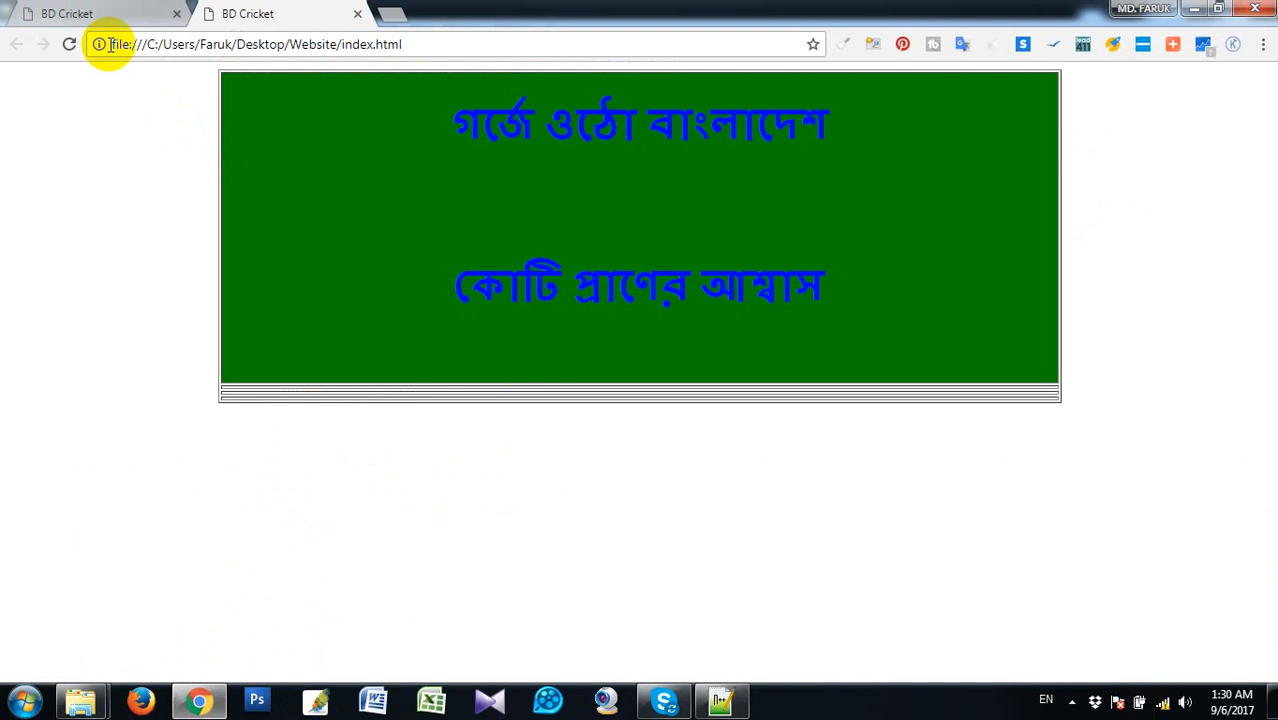 BD Cricket
BD Cricket
MD. FARUK
file:///C:/Users/Faruk/Desktop/Website/index.html
গর্জে ওঠো বাংলাদেশ
কোটি প্রাণের আশ্বাস
EN
1:30 AM
9/6/2017